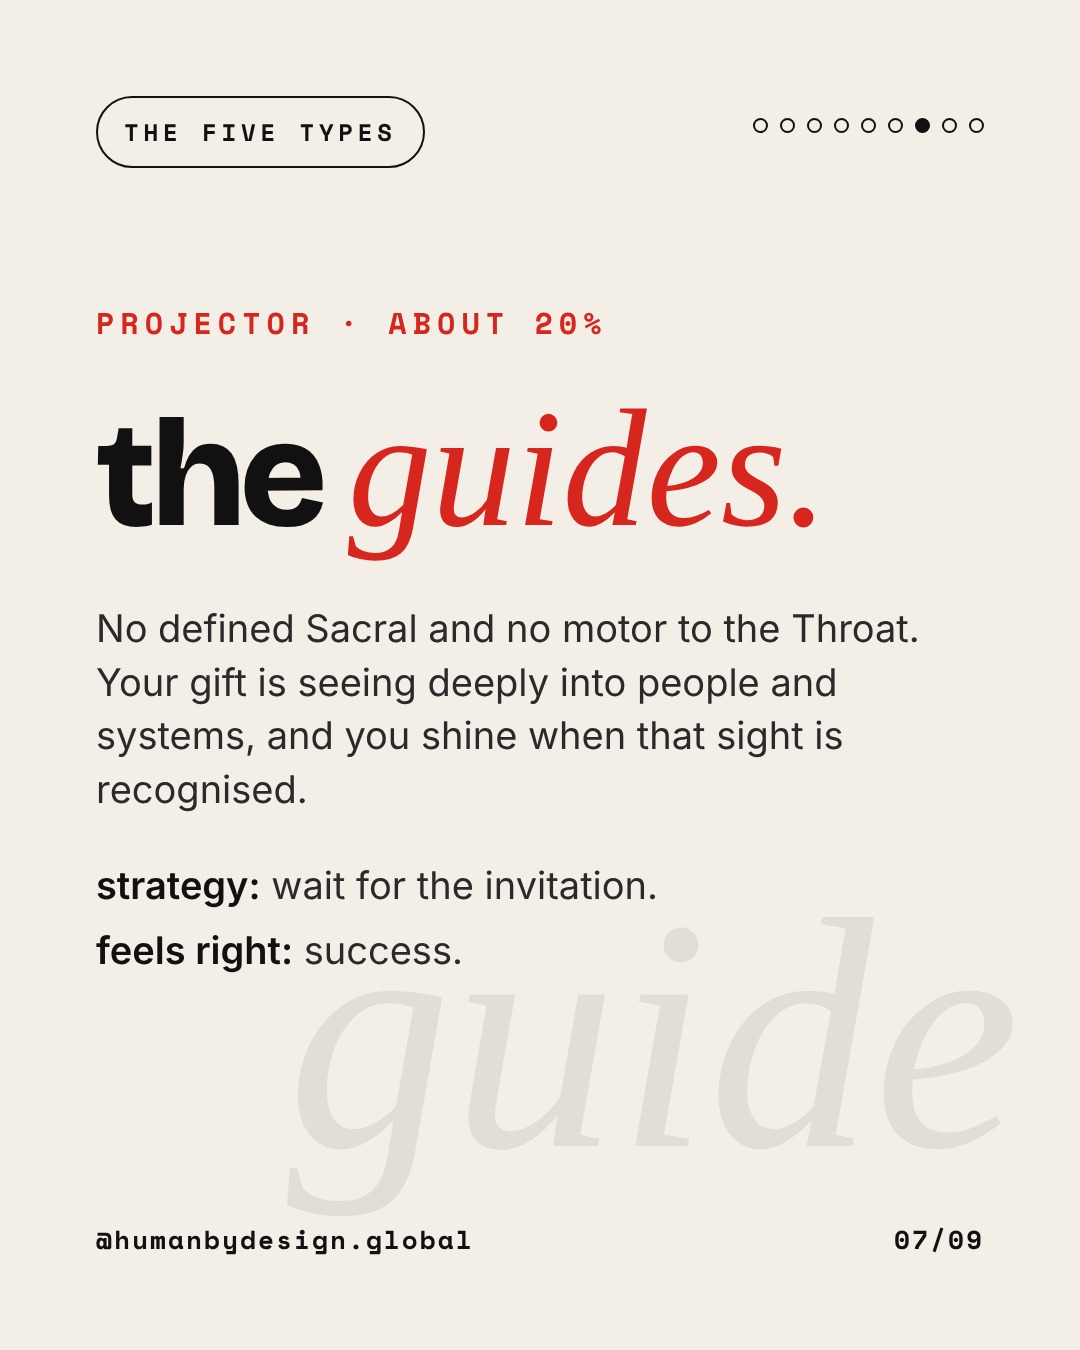 THE FIVE TYPES
PROJECTOR · ABOUT 20%
the guides.
No defined Sacral and no motor to the Throat.
Your gift is seeing deeply into people and
systems, and you shine when that sight is
recognised.
strategy: wait for the invitation.
feels right: success.
guide
@humanbydesign.global
07/09